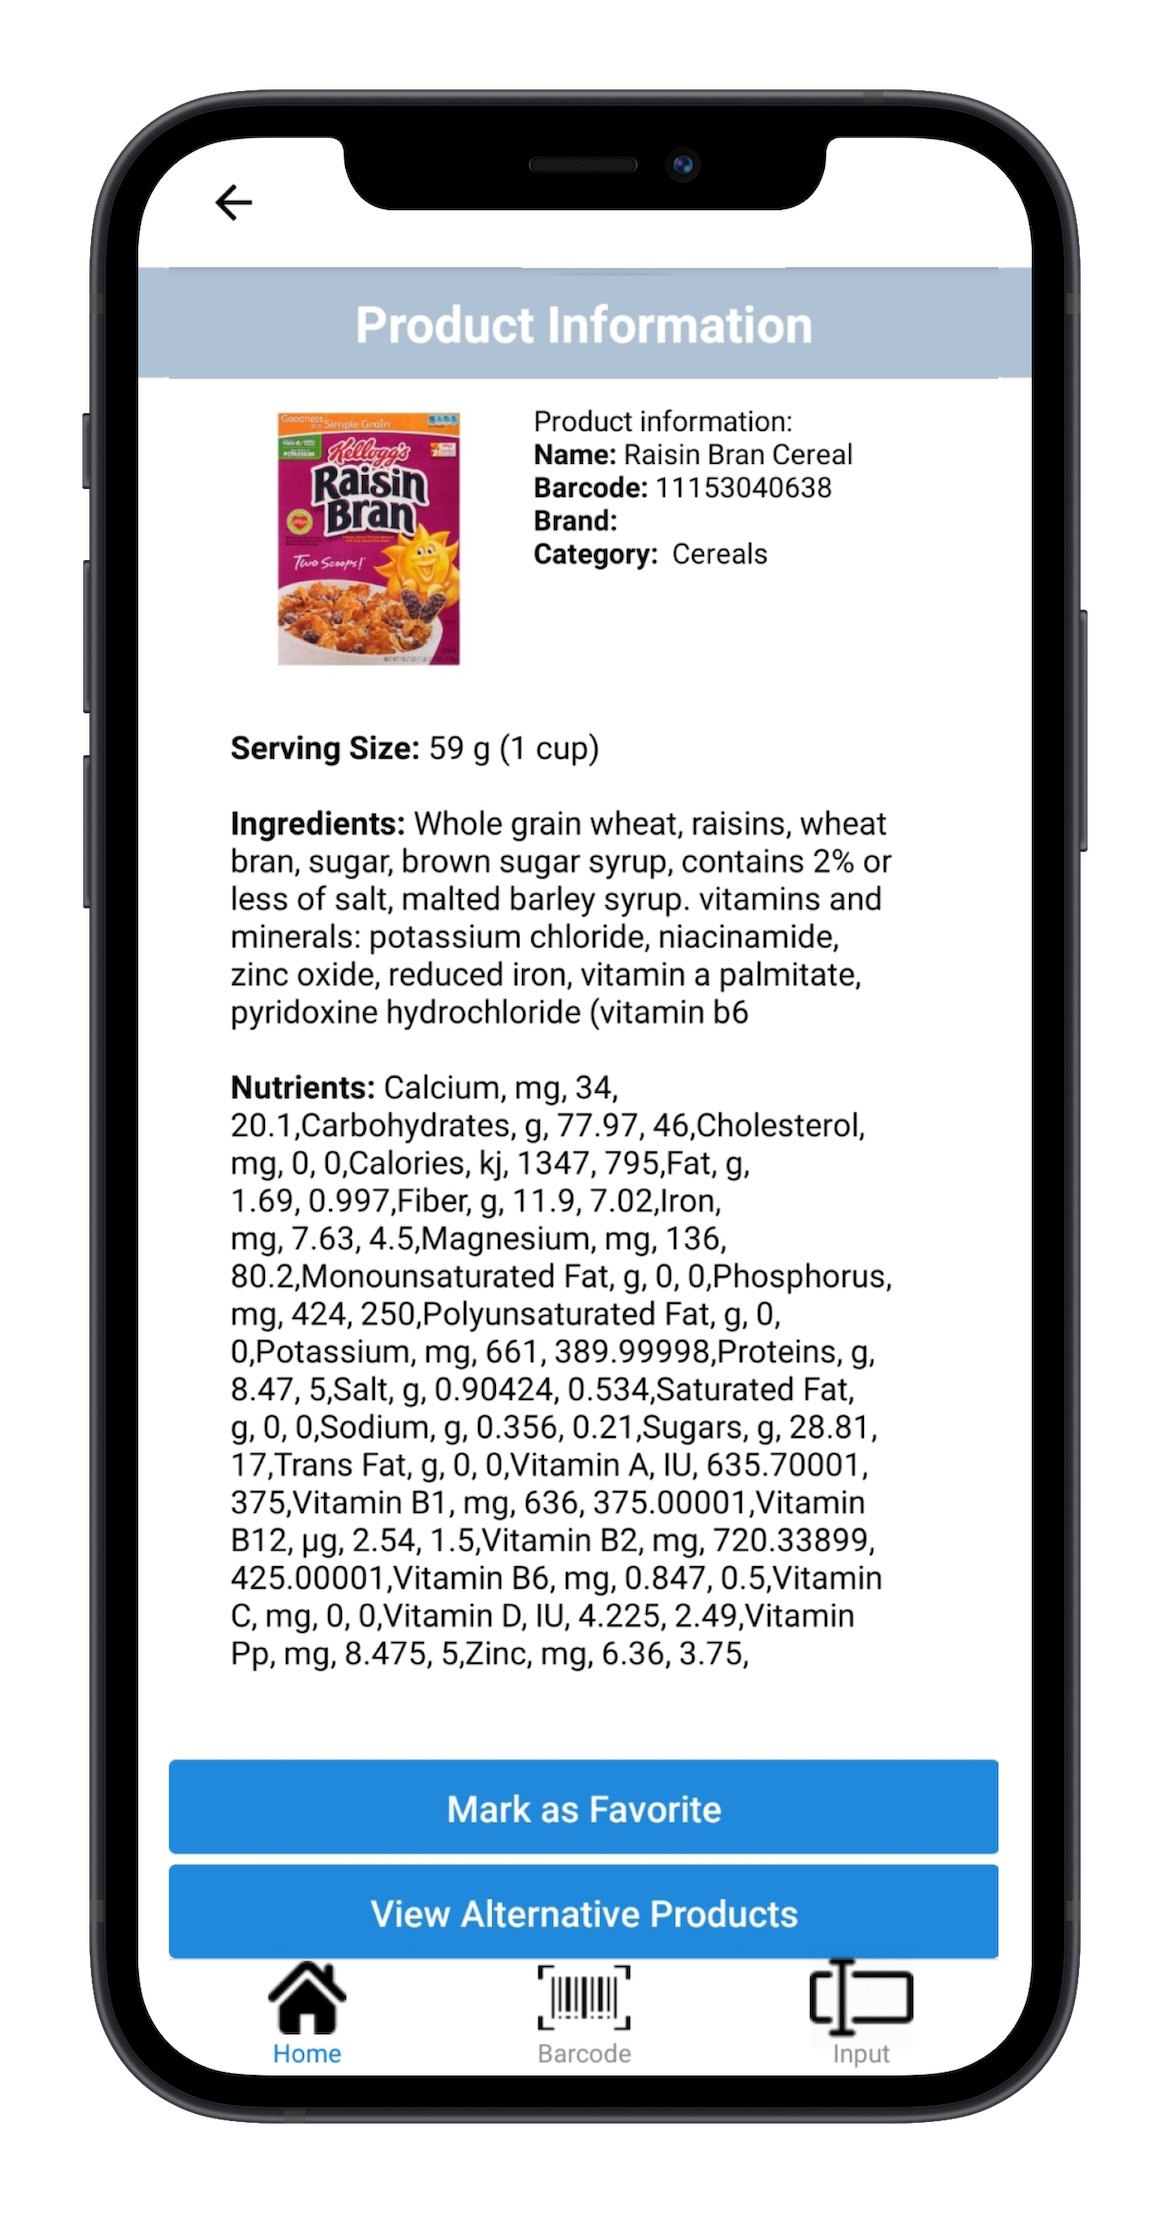 Product Information
Goodness
Simple Grain
POTASSIUM
Kellogg's
Raisin
Bran
Two Scoops!
Product information:
Name: Raisin Bran Cereal
Barcode: 11153040638
Brand:
Category: Cereals
Serving Size: 59 g (1 cup)
Ingredients: Whole grain wheat, raisins, wheat
bran, sugar, brown sugar syrup, contains 2% or
less of salt, malted barley syrup. vitamins and
minerals: potassium chloride, niacinamide,
zinc oxide, reduced iron, vitamin a palmitate,
pyridoxine hydrochloride (vitamin b6
Nutrients: Calcium, mg, 34,
20.1,Carbohydrates, g, 77.97, 46,Cholesterol,
mg, 0, 0,Calories, kj, 1347, 795,Fat, g,
1.69, 0.997,Fiber, g, 11.9, 7.02,Iron,
mg, 7.63, 4.5,Magnesium, mg, 136,
80.2,Monounsaturated Fat, g, 0, 0,Phosphorus,
mg, 424, 250,Polyunsaturated Fat, g, 0,
0,Potassium, mg, 661, 389.99998,Proteins, g,
8.47, 5,Salt, g, 0.90424, 0.534,Saturated Fat,
g, 0, 0,Sodium, g, 0.356, 0.21,Sugars, g, 28.81,
17,Trans Fat, g, 0, 0,Vitamin A, IU, 635.70001,
375,Vitamin B1, mg, 636, 375.00001,Vitamin
B12, µg, 2.54, 1.5,Vitamin B2, mg, 720.33899,
425.00001,Vitamin B6, mg, 0.847, 0.5,Vitamin
C, mg, 0, 0,Vitamin D, IU, 4.225, 2.49,Vitamin
Pp, mg, 8.475, 5,Zinc, mg, 6.36, 3.75,
Mark as Favorite
View Alternative Products
Home
Barcode
Input